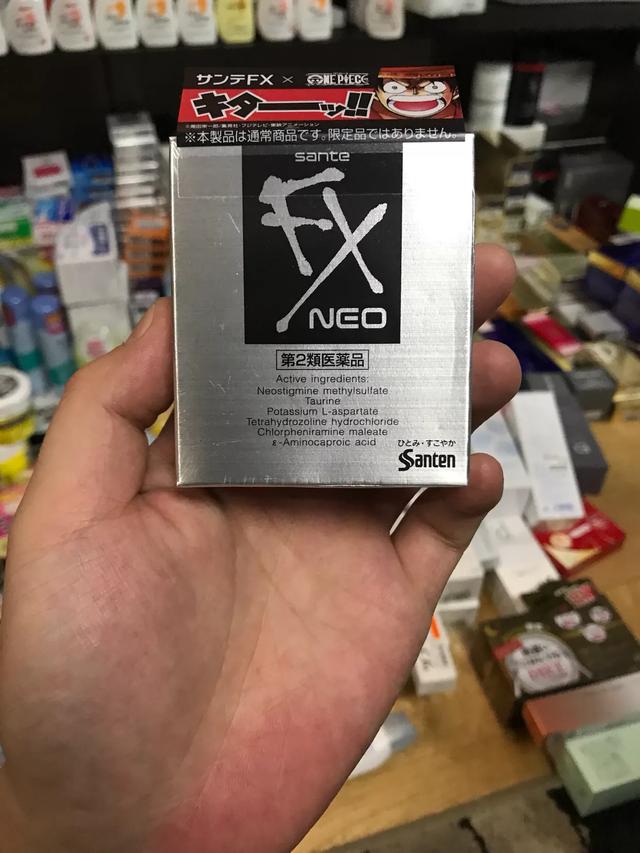 サンテFX × ONE PIECE
キターーッ!!
※本製品は通常商品です。限定品ではありません。
sante
FX
NEO
第2類医薬品
Active ingredients:
Neostigmine methylsulfate
Taurine
Potassium L-aspartate
Tetrahydrozoline hydrochloride
Chlorpheniramine maleate
ε-Aminocaproic acid
ひとみ・すこやか
Santen